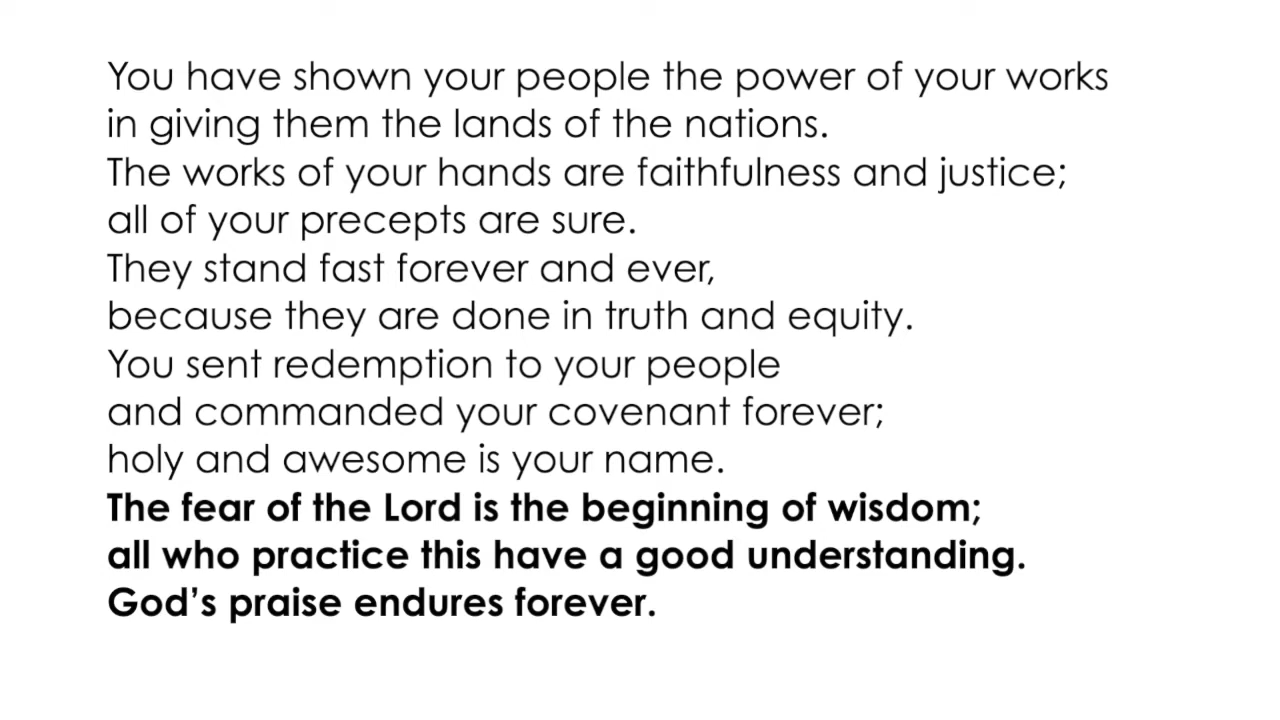 You have shown your people the power of your works
in giving them the lands of the nations.
The works of your hands are faithfulness and justice;
all of your precepts are sure.
They stand fast forever and ever,
because they are done in truth and equity.
You sent redemption to your people
and commanded your covenant forever;
holy and awesome is your name.
The fear of the Lord is the beginning of wisdom;
all who practice this have a good understanding.
God’s praise endures forever.